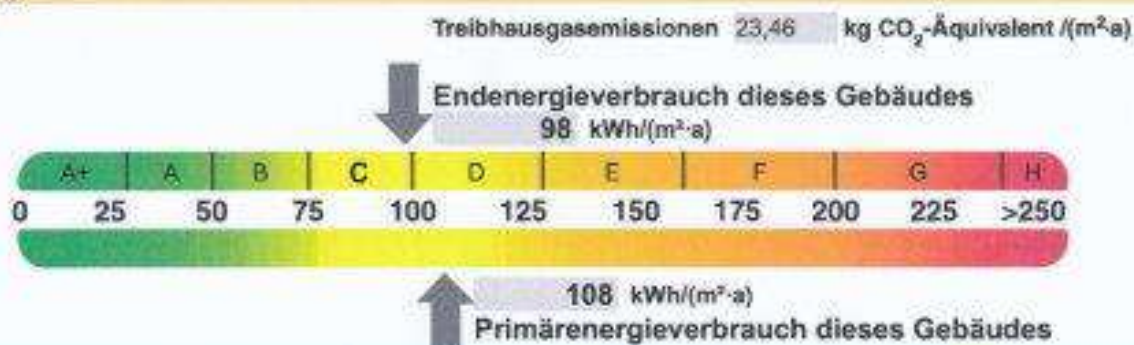 Treibhausgasemissionen 23,46 kg CO₂-Äquivalent /(m²·a)
Endenergieverbrauch dieses Gebäudes
98 kWh/(m²·a)
A+ A B C D E F G H
0 25 50 75 100 125 150 175 200 225 >250
108 kWh/(m²·a)
Primärenergieverbrauch dieses Gebäudes